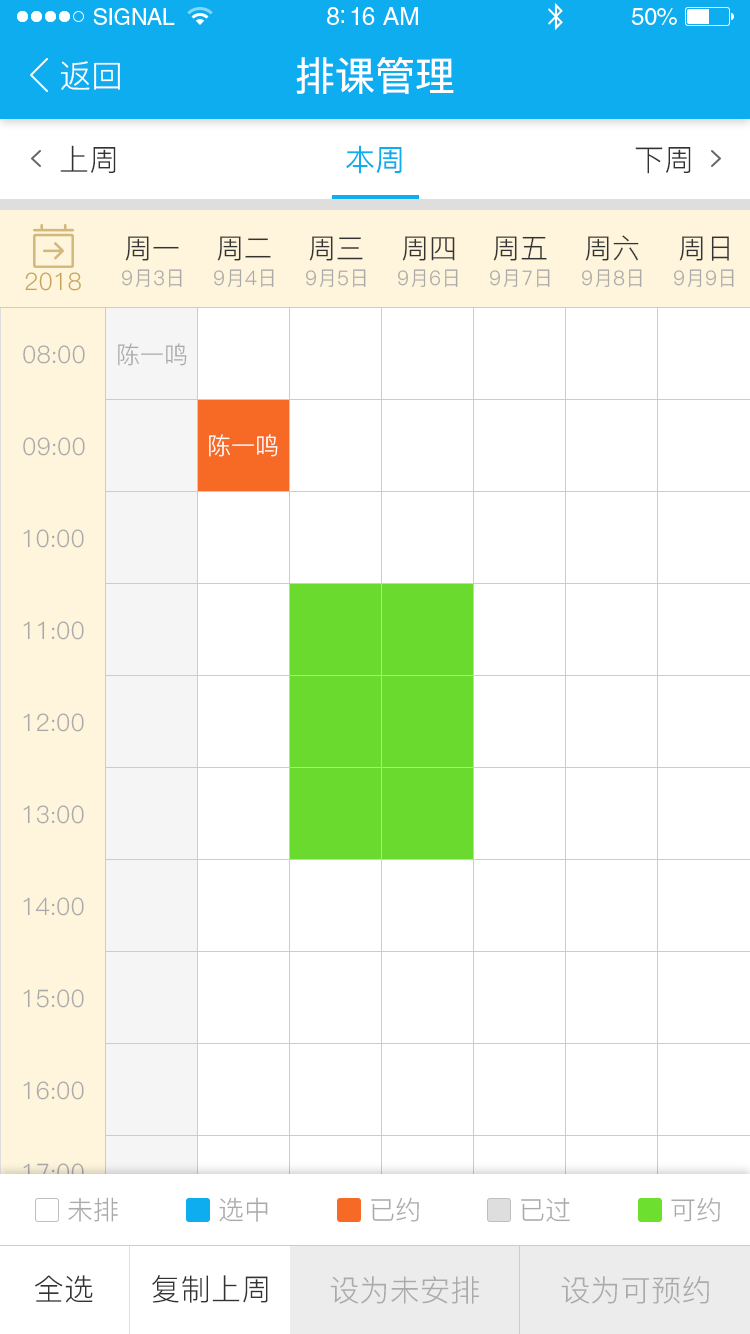 SIGNAL 8:16 AM 50%
返回 排课管理
上周 本周 下周
周一 周二 周三 周四 周五 周六 周日
2018 9月3日 9月4日 9月5日 9月6日 9月7日 9月8日 9月9日
08:00 陈一鸣
09:00 陈一鸣
10:00
11:00
12:00
13:00
14:00
15:00
16:00
17:00
未排 选中 已约 已过 可约
全选 复制上周 设为未安排 设为可预约